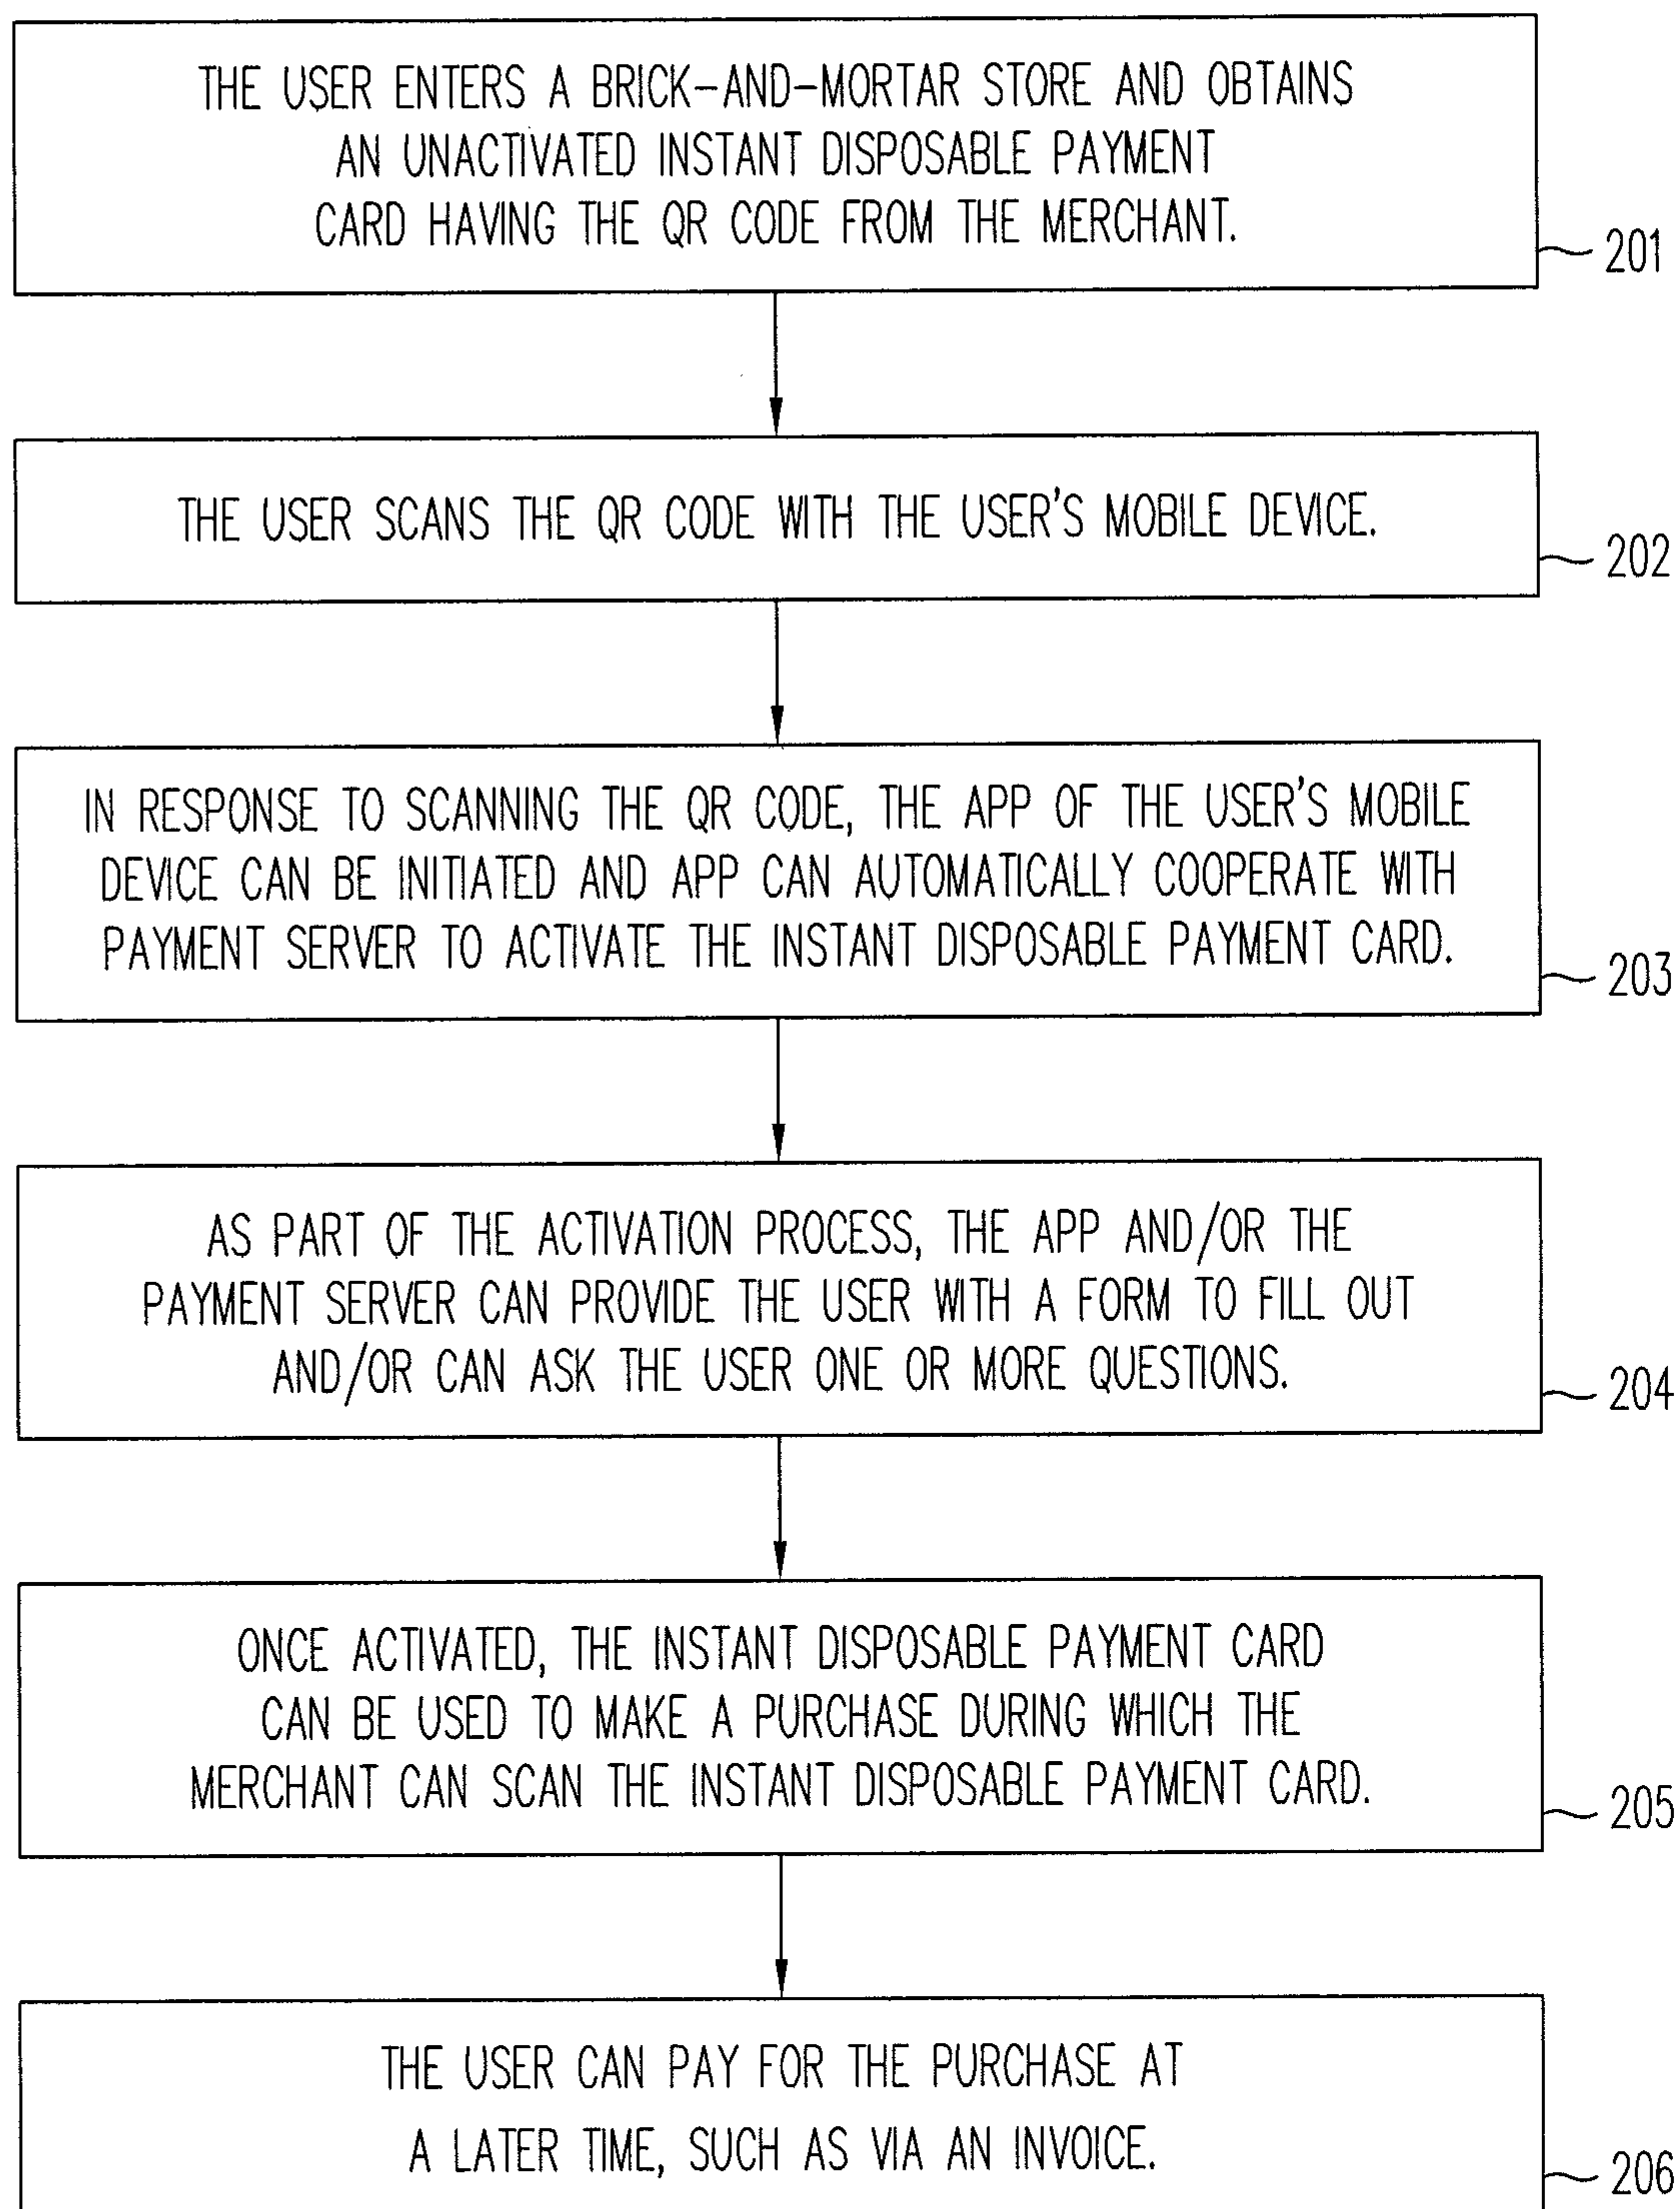 THE USER ENTERS A BRICK-AND-MORTAR STORE AND OBTAINS
AN UNACTIVATED INSTANT DISPOSABLE PAYMENT
CARD HAVING THE QR CODE FROM THE MERCHANT.
201
THE USER SCANS THE QR CODE WITH THE USER'S MOBILE DEVICE.
202
IN RESPONSE TO SCANNING THE QR CODE, THE APP OF THE USER'S MOBILE
DEVICE CAN BE INITIATED AND APP CAN AUTOMATICALLY COOPERATE WITH
PAYMENT SERVER TO ACTIVATE THE INSTANT DISPOSABLE PAYMENT CARD.
203
AS PART OF THE ACTIVATION PROCESS, THE APP AND/OR THE
PAYMENT SERVER CAN PROVIDE THE USER WITH A FORM TO FILL OUT
AND/OR CAN ASK THE USER ONE OR MORE QUESTIONS.
204
ONCE ACTIVATED, THE INSTANT DISPOSABLE PAYMENT CARD
CAN BE USED TO MAKE A PURCHASE DURING WHICH THE
MERCHANT CAN SCAN THE INSTANT DISPOSABLE PAYMENT CARD.
205
THE USER CAN PAY FOR THE PURCHASE AT
A LATER TIME, SUCH AS VIA AN INVOICE.
206